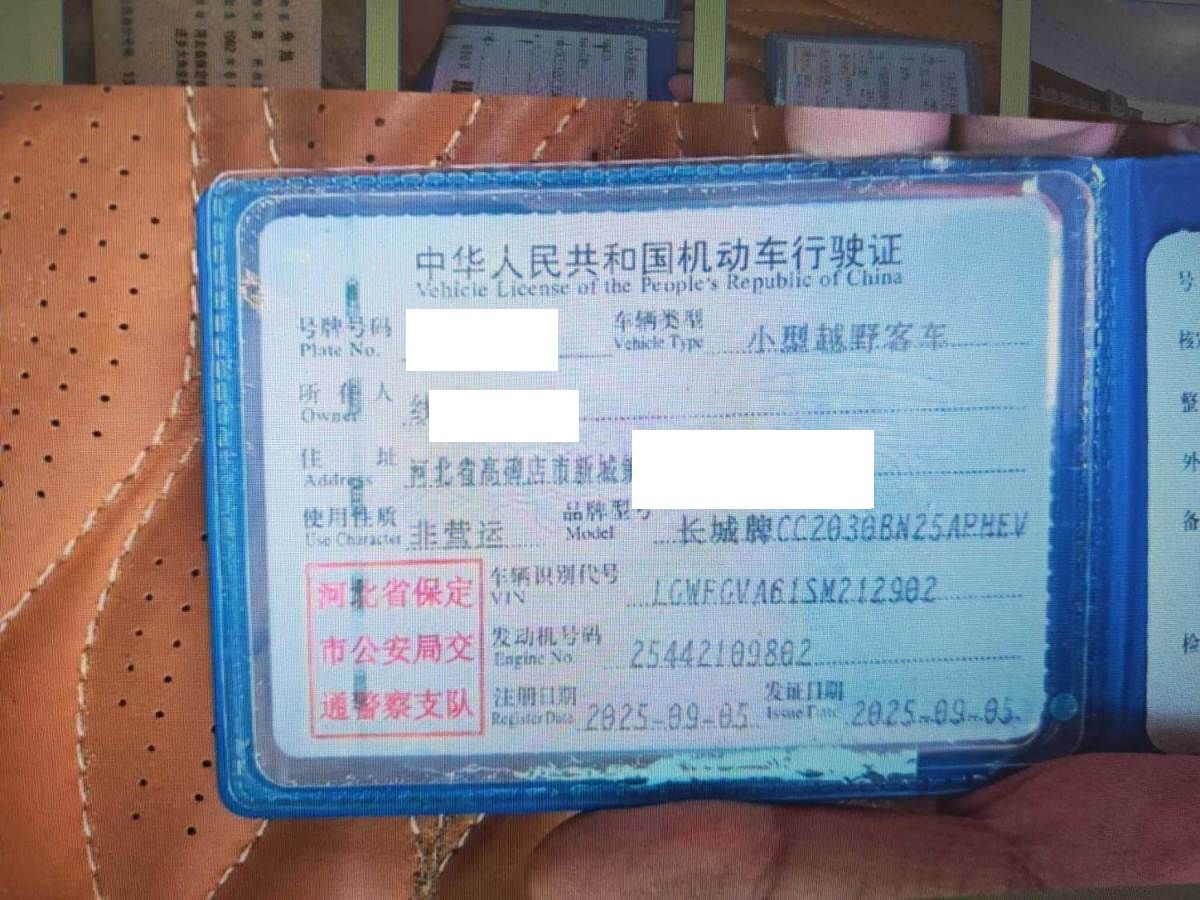 中华人民共和国机动车行驶证
Vehicle License of the People's Republic of China
号牌号码
Plate No.
车辆类型 小型越野客车
Vehicle Type
所有人
Owner
住址 河北省高碑店市新城
Address
使用性质 非营运
Use Character
品牌型号 长城牌CC2030BN25APHEV
Model
河北省保定
市公安局交
通警察支队
车辆识别代号 LGWFGVA61SM212902
VIN
发动机号码 25442109802
Engine No.
注册日期 2025-09-05
Register Date
发证日期 2025-09-05
Issue Date
号
核
整
外
备
检